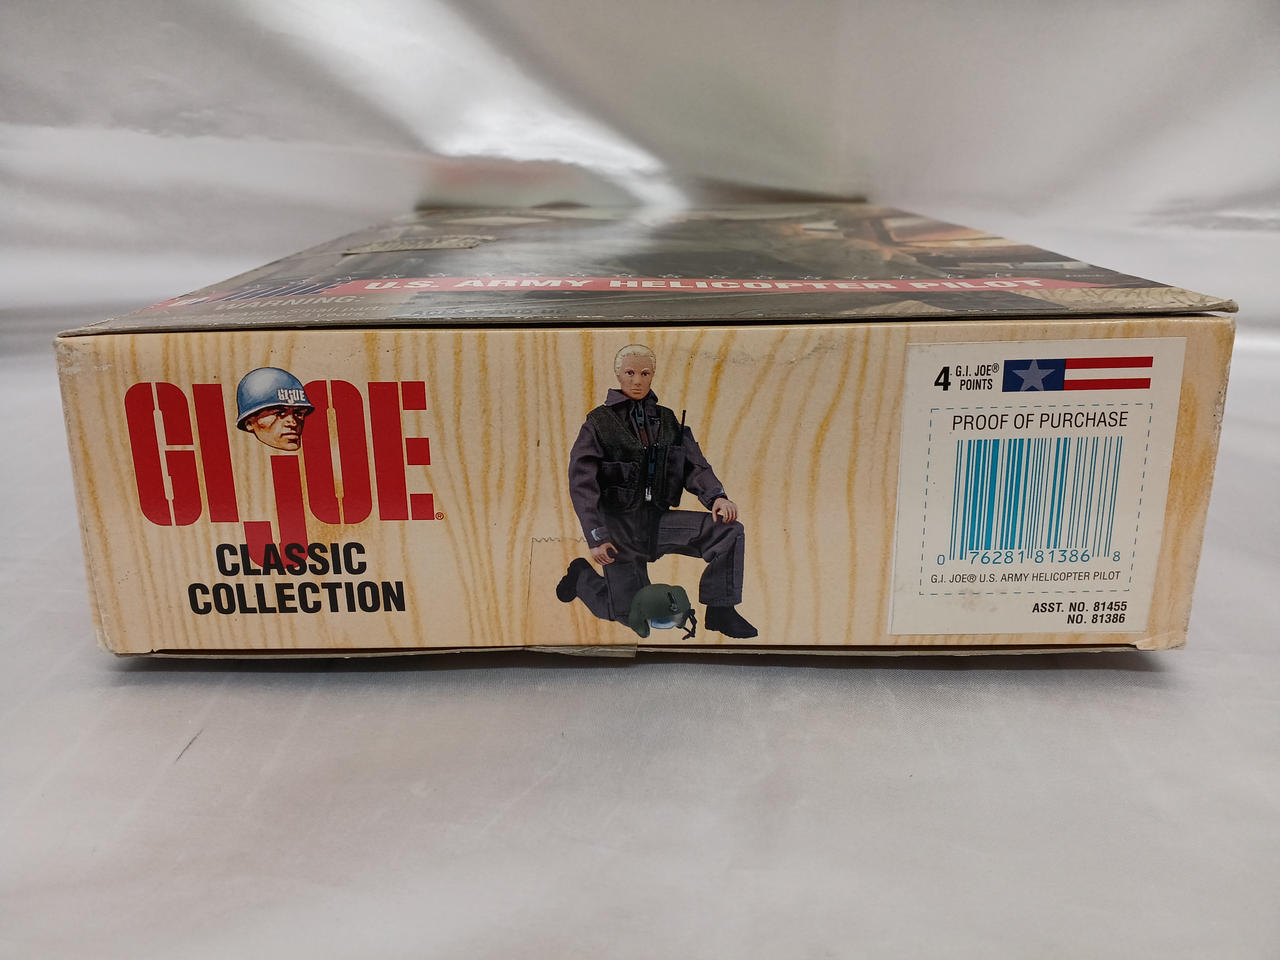 U.S. ARMY HELICOPTER PILOT
WARNING:
GI JOE®
GI JOE
CLASSIC
COLLECTION
4 G.I. JOE®
POINTS
PROOF OF PURCHASE
0 76281 81386 8
G.I. JOE® U.S. ARMY HELICOPTER PILOT
ASST. NO. 81455
NO. 81386